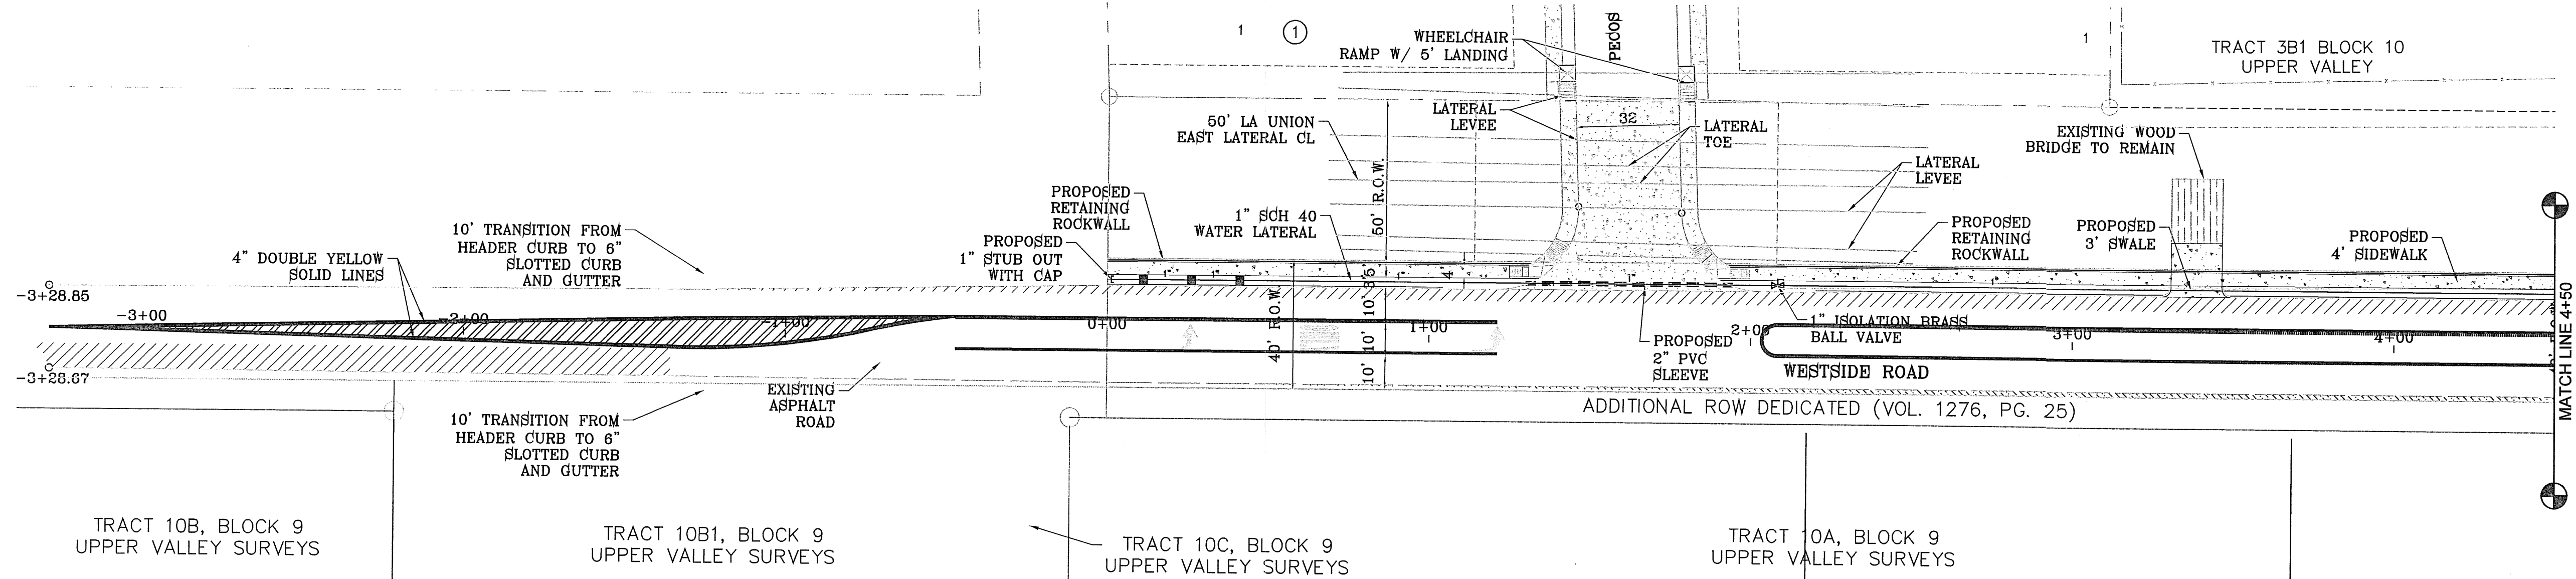 1
1
WHEELCHAIR
RAMP W/ 5' LANDING
PECOS
1
TRACT 3B1 BLOCK 10
UPPER VALLEY
50' LA UNION
EAST LATERAL CL
LATERAL
LEVEE
32
LATERAL
TOE
EXISTING WOOD
BRIDGE TO REMAIN
LATERAL
LEVEE
50' R.O.W.
PROPOSED
RETAINING
ROCKWALL
1" SCH 40
WATER LATERAL
PROPOSED
1" STUB OUT
WITH CAP
10' TRANSITION FROM
HEADER CURB TO 6"
SLOTTED CURB
AND GUTTER
4" DOUBLE YELLOW
SOLID LINES
PROPOSED
RETAINING
ROCKWALL
PROPOSED
3' SWALE
PROPOSED
4' SIDEWALK
4'
3'
5'
10'
10'
10'
40' R.O.W.
-3+28.85
-3+00
-2+00
-1+00
0+00
1+00
2+00
3+00
4+00
-3+28.67
1" ISOLATION BRASS
BALL VALVE
PROPOSED
2" PVC
SLEEVE
WESTSIDE ROAD
MATCH LINE 4+50
EXISTING
ASPHALT
ROAD
10' TRANSITION FROM
HEADER CURB TO 6"
SLOTTED CURB
AND GUTTER
ADDITIONAL ROW DEDICATED (VOL. 1276, PG. 25)
TRACT 10B, BLOCK 9
UPPER VALLEY SURVEYS
TRACT 10B1, BLOCK 9
UPPER VALLEY SURVEYS
TRACT 10C, BLOCK 9
UPPER VALLEY SURVEYS
TRACT 10A, BLOCK 9
UPPER VALLEY SURVEYS